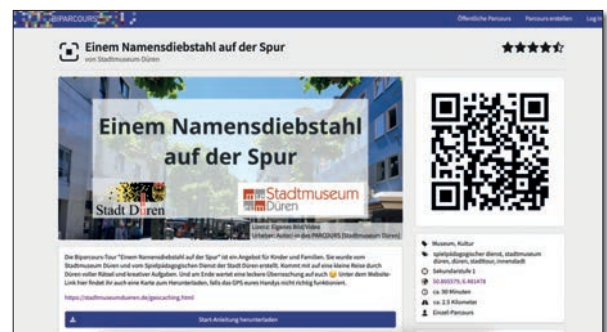 BIPARCOURS
Öffentliche Parcours Parcours erstellen Log In
Einem Namensdiebstahl auf der Spur
von Stadtmuseum Düren
Einem Namensdiebstahl
auf der Spur
Stadt Düren
Stadtmuseum
Düren
Lizenz: Eigenes Bild/Video
Urheber: Autor/-in des PARCOURS (Stadtmuseum Düren)
Die Biparcours-Tour "Einem Namensdiebstahl auf der Spur" ist ein Angebot für Kinder und Familien. Sie wurde vom
Stadtmuseum Düren und vom Spielpädagogischen Dienst der Stadt Düren erstellt. Kommt mit auf eine kleine Reise durch
Düren voller Rätsel und kreativer Aufgaben. Und am Ende wartet eine leckere Überraschung auf euch 😋 Unter dem Website-
Link hier findet ihr auch eine Karte zum Herunterladen, falls das GPS eures Handys nicht richtig funktioniert.
https://stadtmuseumdueren.de/geocaching.html
Start Anleitung herunterladen
Museum, Kultur
spielpädagogischer dienst, stadtmuseum
düren, düren, stadttour, innenstadt
Sekundarstufe 1
50.803579, 6.481478
ca. 90 Minuten
ca. 2.5 Kilometer
Einzel-Parcours